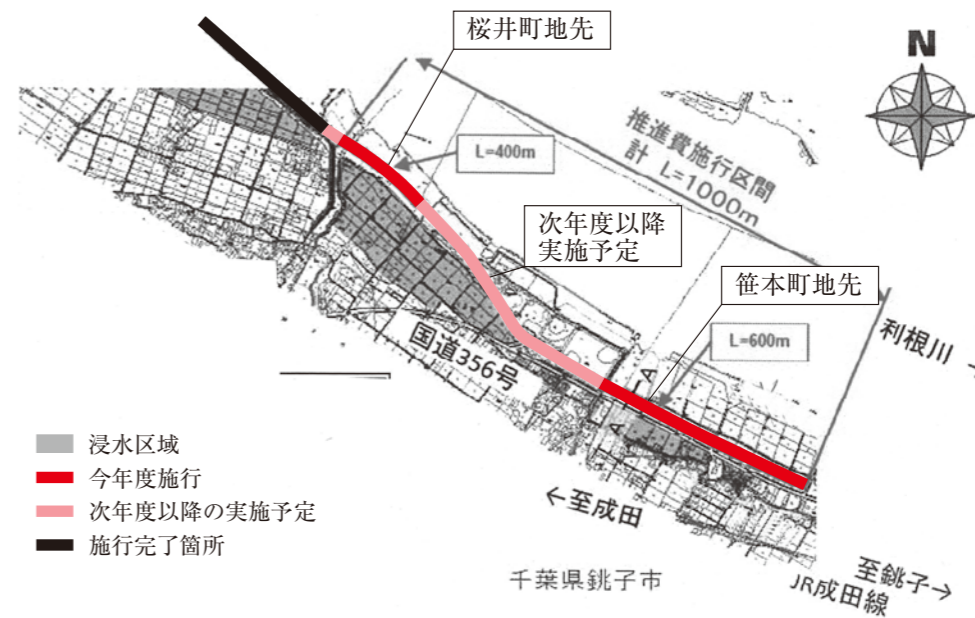 桜井町地先
N
L=400m
推進費施行区間
計 L=1000m
次年度以降
実施予定
笹本町地先
L=600m
利根川 →
国道356号
A
A
浸水区域
今年度施行
次年度以降の実施予定
施行完了箇所
←至成田
至銚子→
JR成田線
千葉県銚子市